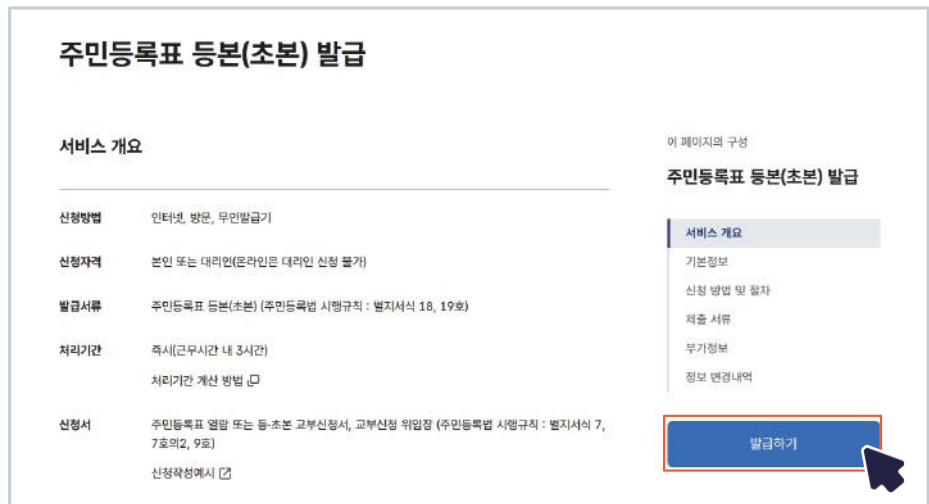 주민등록표 등본(초본) 발급
서비스 개요
신청방법 인터넷, 방문, 무인발급기
신청자격 본인 또는 대리인(온라인은 대리인 신청 불가)
발급서류 주민등록표 등본(초본) (주민등록법 시행규칙 : 별지서식 18, 19호)
처리기간 즉시(근무시간 내 3시간)
처리기간 계산 방법
신청서 주민등록표 열람 또는 등·초본 교부신청서, 교부신청 위임장 (주민등록법 시행규칙 : 별지서식 7,
7호의2, 9호)
신청작성예시
이 페이지의 구성
주민등록표 등본(초본) 발급
서비스 개요
기본정보
신청 방법 및 절차
제출 서류
부가정보
정보 변경내역
발급하기